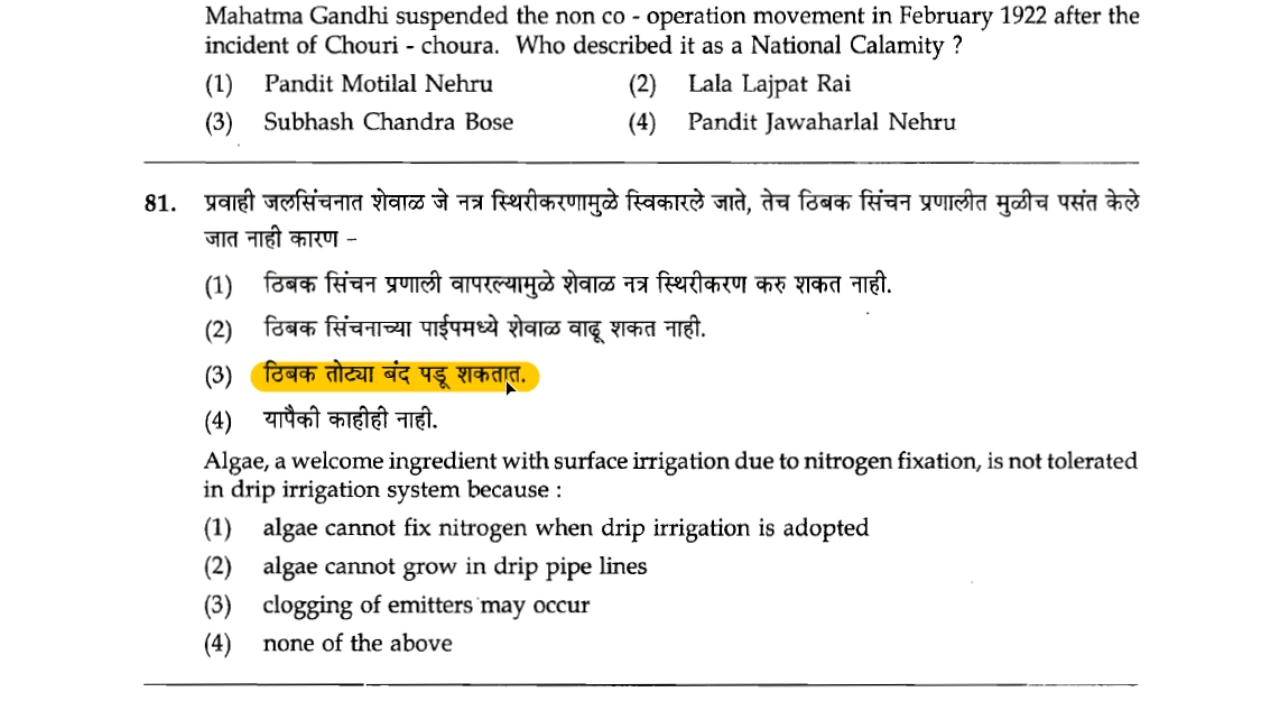 Mahatma Gandhi suspended the non co - operation movement in February 1922 after the
incident of Chouri - choura. Who described it as a National Calamity ?
(1) Pandit Motilal Nehru (2) Lala Lajpat Rai
(3) Subhash Chandra Bose (4) Pandit Jawaharlal Nehru
81. प्रवाही जलसिंचनात शेवाळ जे नत्र स्थिरीकरणामुळे स्विकारले जाते, तेच ठिबक सिंचन प्रणालीत मुळीच पसंत केले
जात नाही कारण –
(1) ठिबक सिंचन प्रणाली वापरल्यामुळे शेवाळ नत्र स्थिरीकरण करु शकत नाही.
(2) ठिबक सिंचनाच्या पाईपमध्ये शेवाळ वाढू शकत नाही.
(3) ठिबक तोट्या बंद पडू शकतात.
(4) यापैकी काहीही नाही.
Algae, a welcome ingredient with surface irrigation due to nitrogen fixation, is not tolerated
in drip irrigation system because :
(1) algae cannot fix nitrogen when drip irrigation is adopted
(2) algae cannot grow in drip pipe lines
(3) clogging of emitters may occur
(4) none of the above